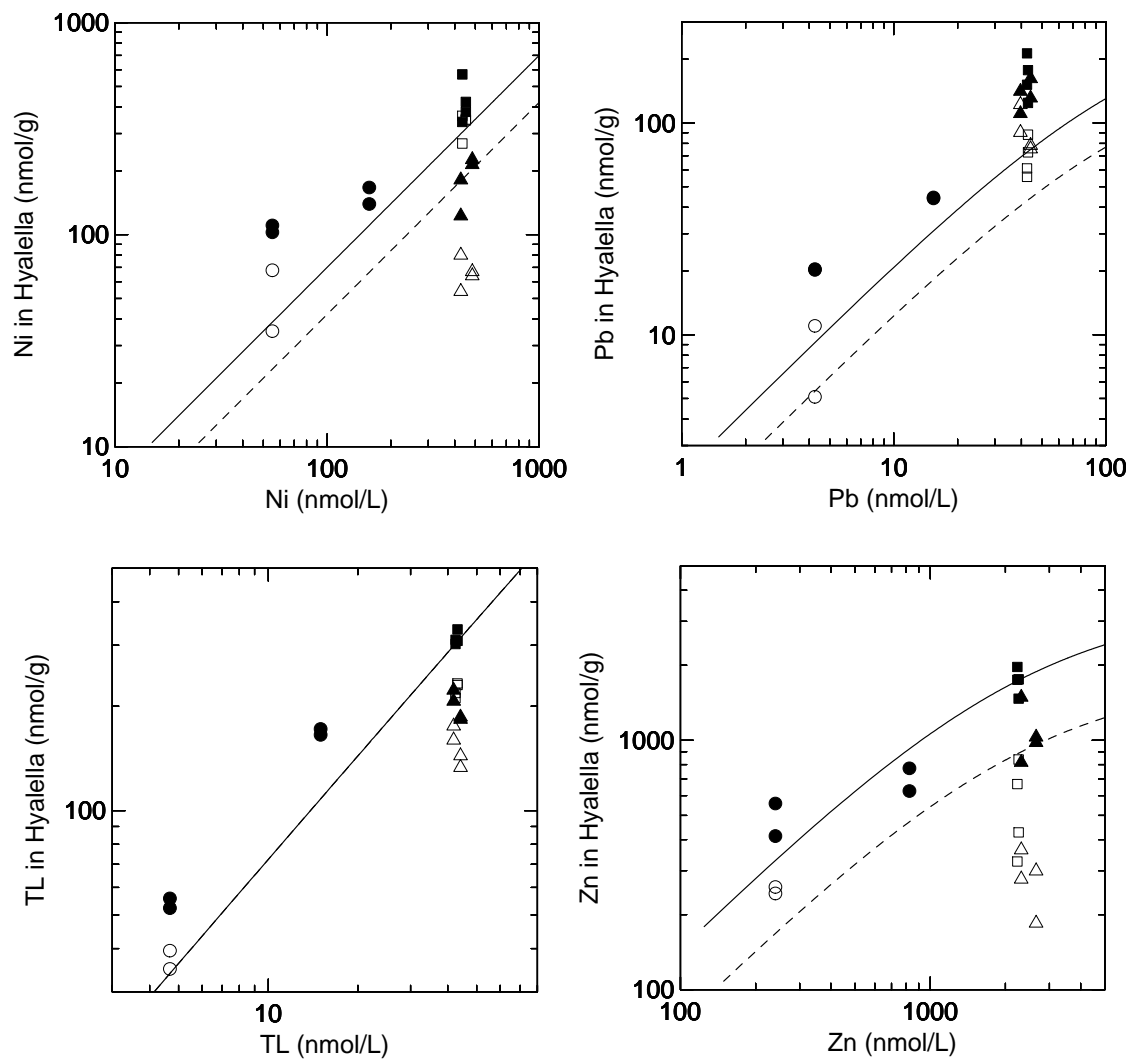 1000
100
10
Ni in Hyalella (nmol/g)
10
100
1000
Ni (nmol/L)
100
10
Pb in Hyalella (nmol/g)
1
10
100
Pb (nmol/L)
100
TL in Hyalella (nmol/g)
10
TL (nmol/L)
1000
100
Zn in Hyalella (nmol/g)
100
1000
Zn (nmol/L)